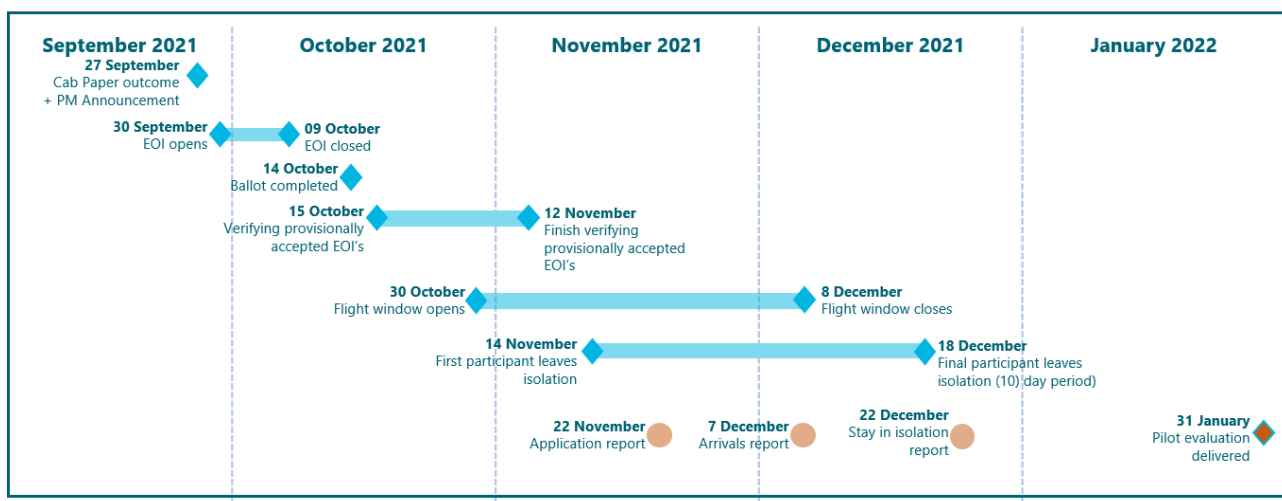 September 2021
October 2021
November 2021
December 2021
January 2022
27 September
Cab Paper outcome
+ PM Announcement
30 September
EOI opens
09 October
EOI closed
14 October
Ballot completed
15 October
Verifying provisionally
accepted EOI's
12 November
Finish verifying
provisionally accepted
EOI's
30 October
Flight window opens
8 December
Flight window closes
14 November
First participant leaves
isolation
18 December
Final participant leaves
isolation (10) day period)
22 November
Application report
7 December
Arrivals report
22 December
Stay in isolation
report
31 January
Pilot evaluation
delivered